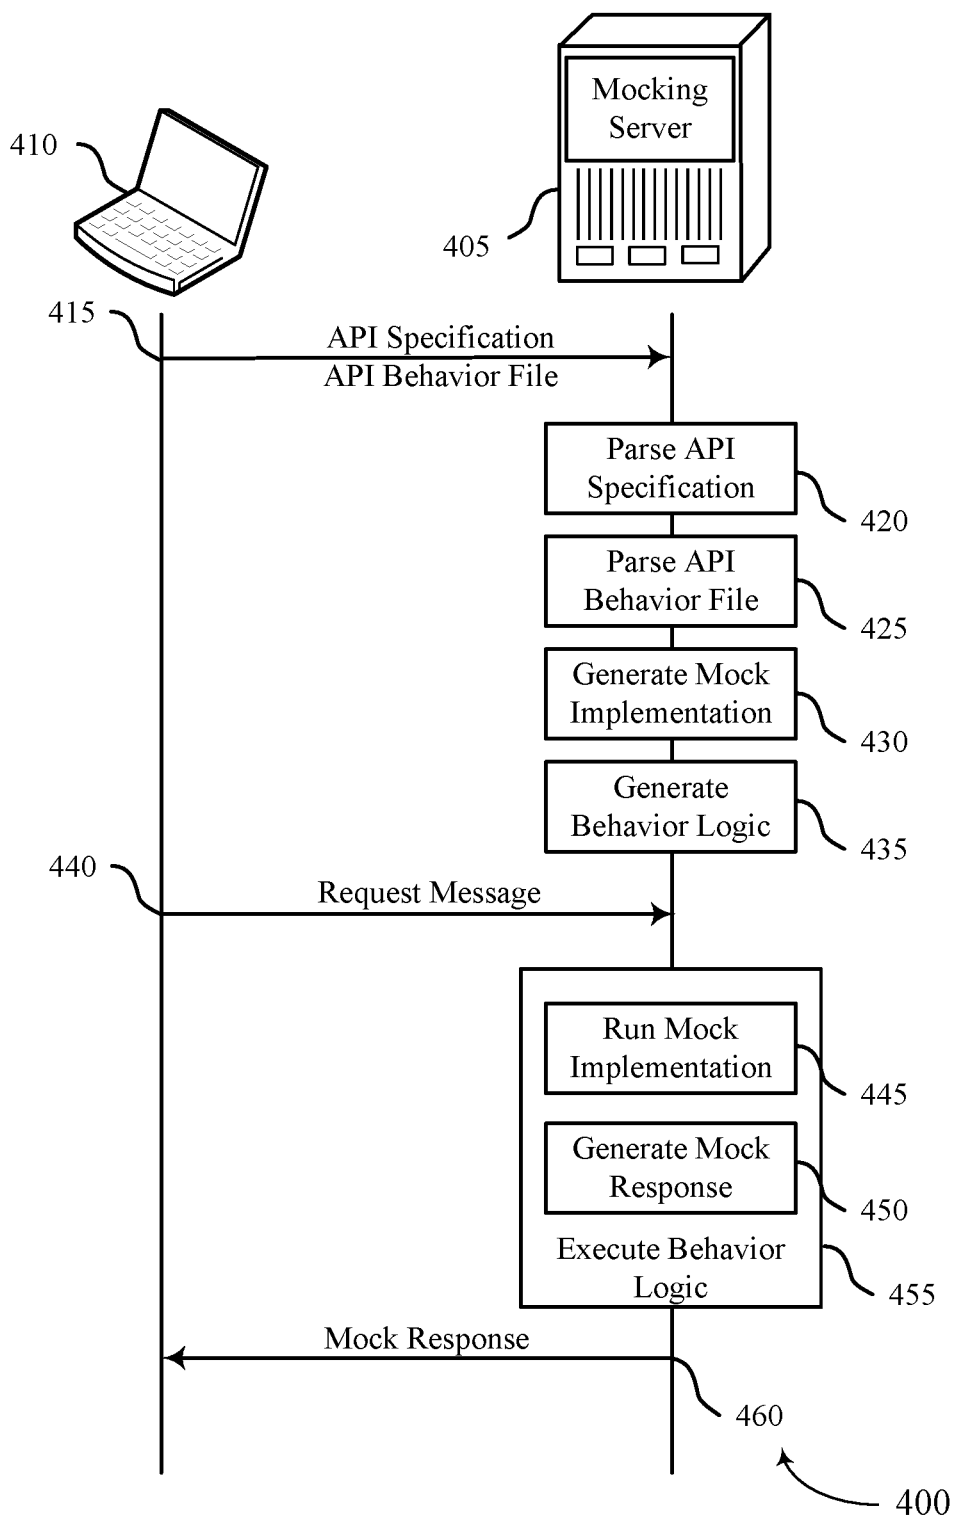 Mocking
Server
410
405
415
API Specification
API Behavior File
Parse API
Specification
420
Parse API
Behavior File
425
Generate Mock
Implementation
430
Generate
Behavior Logic
435
440
Request Message
Run Mock
Implementation
445
Generate Mock
Response
450
Execute Behavior
Logic
455
Mock Response
460
400